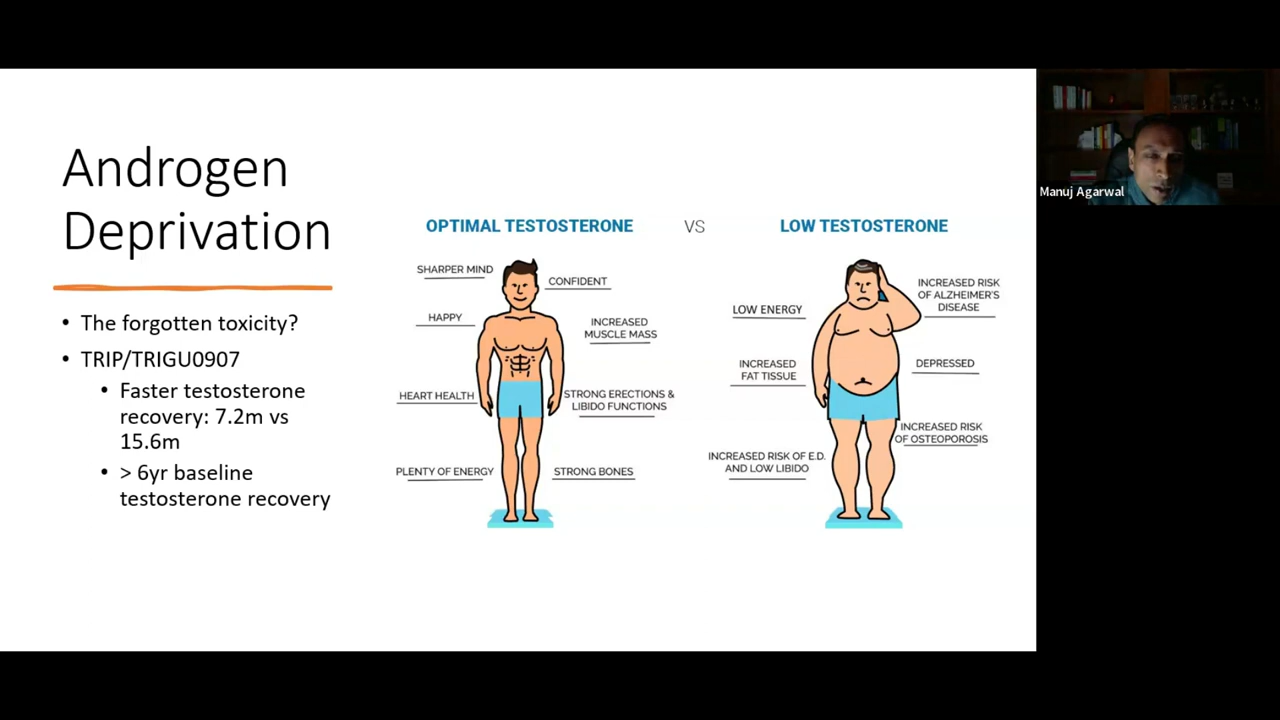 Androgen
Deprivation
• The forgotten toxicity?
• TRIP/TRIGU0907
• Faster testosterone
recovery: 7.2m vs
15.6m
• > 6yr baseline
testosterone recovery
OPTIMAL TESTOSTERONE
VS
LOW TESTOSTERONE
SHARPER MIND
CONFIDENT
HAPPY
INCREASED
MUSCLE MASS
HEART HEALTH
STRONG ERECTIONS &
LIBIDO FUNCTIONS
PLENTY OF ENERGY
STRONG BONES
LOW ENERGY
INCREASED RISK
OF ALZHEIMER'S
DISEASE
INCREASED
FAT TISSUE
DEPRESSED
INCREASED RISK
OF OSTEOPOROSIS
INCREASED RISK OF E.D.
AND LOW LIBIDO
Manuj Agarwal